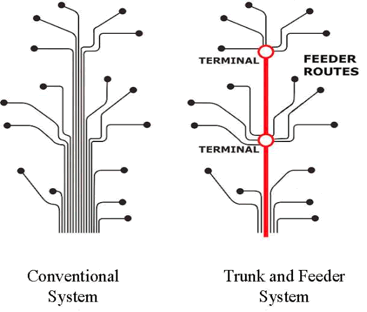 TERMINAL
FEEDER
ROUTES
TERMINAL
Conventional
System
Trunk and Feeder
System